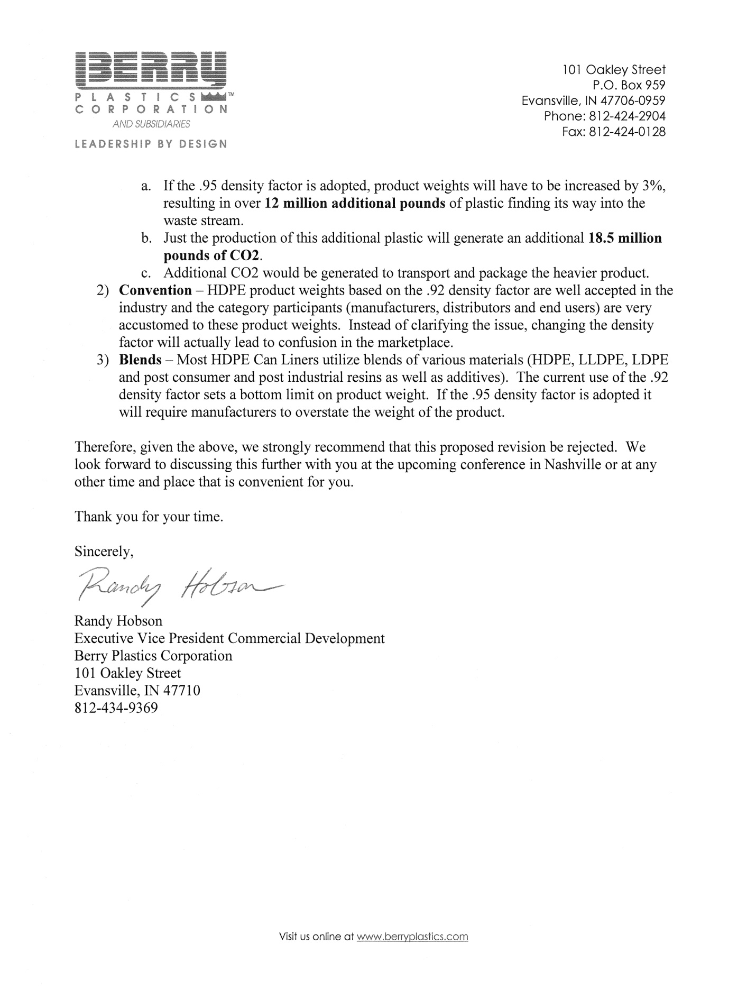 BERRY
PLASTICS™
CORPORATION
AND SUBSIDIARIES
LEADERSHIP BY DESIGN
101 Oakley Street
P.O. Box 959
Evansville, IN 47706-0959
Phone: 812-424-2904
Fax: 812-424-0128
a. If the .95 density factor is adopted, product weights will have to be increased by 3%,
resulting in over 12 million additional pounds of plastic finding its way into the
waste stream.
b. Just the production of this additional plastic will generate an additional 18.5 million
pounds of CO2.
c. Additional CO2 would be generated to transport and package the heavier product.
2) Convention – HDPE product weights based on the .92 density factor are well accepted in the
industry and the category participants (manufacturers, distributors and end users) are very
accustomed to these product weights. Instead of clarifying the issue, changing the density
factor will actually lead to confusion in the marketplace.
3) Blends – Most HDPE Can Liners utilize blends of various materials (HDPE, LLDPE, LDPE
and post consumer and post industrial resins as well as additives). The current use of the .92
density factor sets a bottom limit on product weight. If the .95 density factor is adopted it
will require manufacturers to overstate the weight of the product.
Therefore, given the above, we strongly recommend that this proposed revision be rejected. We
look forward to discussing this further with you at the upcoming conference in Nashville or at any
other time and place that is convenient for you.
Thank you for your time.
Sincerely,
Randy Hobson
Randy Hobson
Executive Vice President Commercial Development
Berry Plastics Corporation
101 Oakley Street
Evansville, IN 47710
812-434-9369
Visit us online at www.berryplastics.com